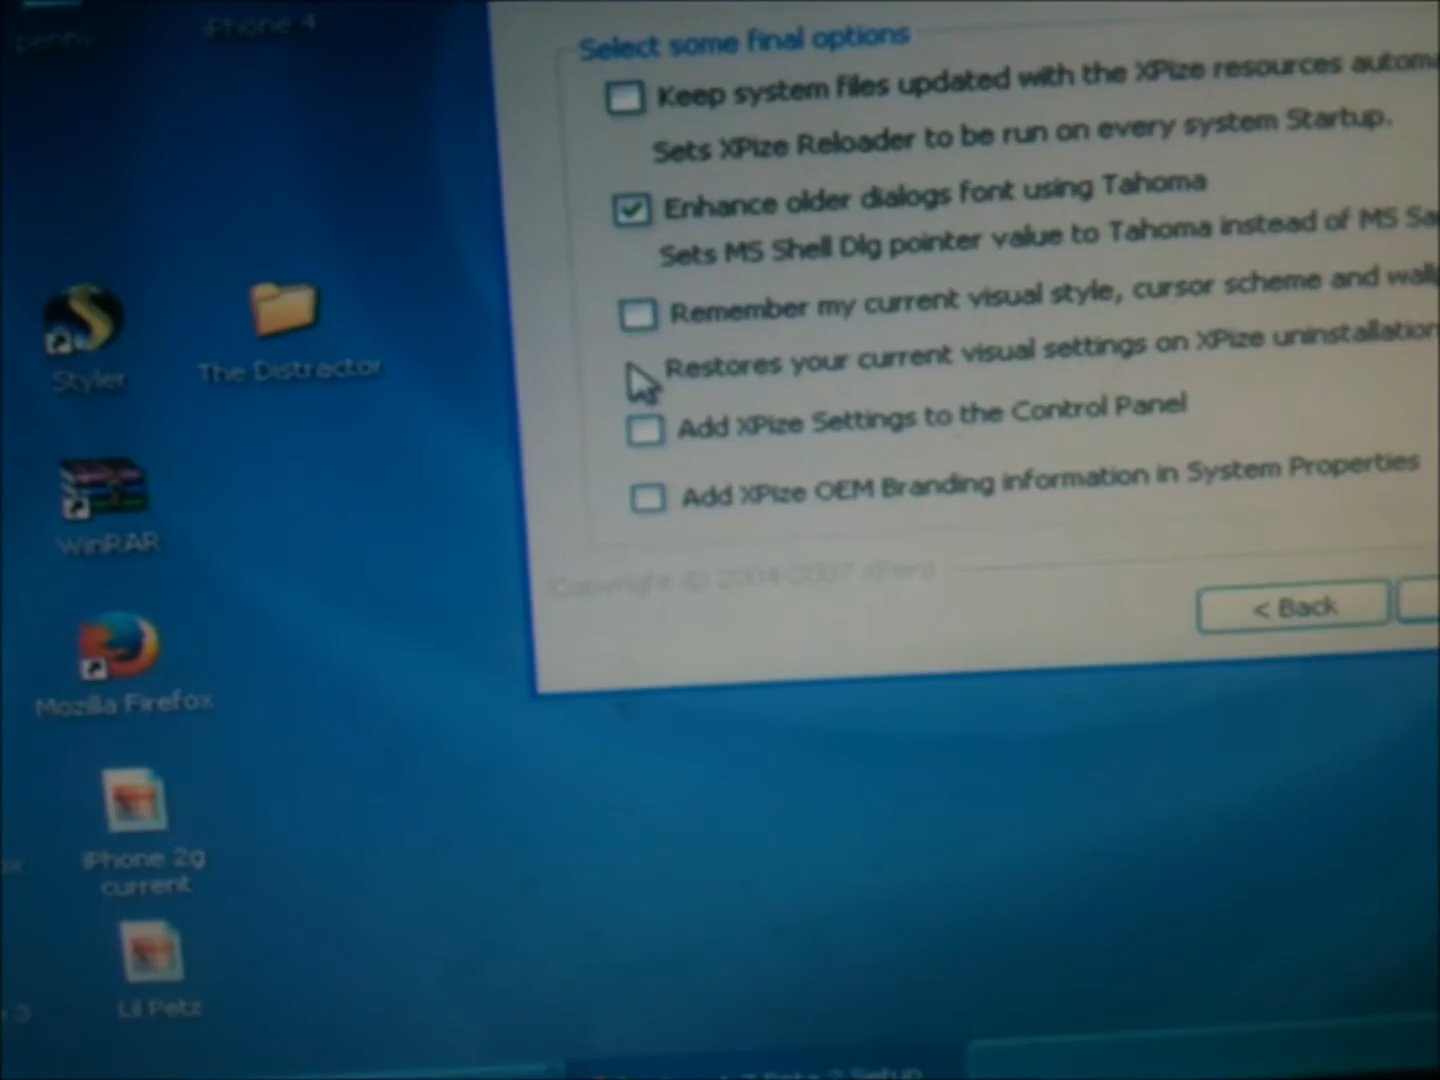 penny
iPhone 4
Select some final options
Keep system files updated with the XPize resources
Sets XPize Reloader to be run on every system Startup.
Enhance older dialogs font using Tahoma
Sets MS Shell Dlg pointer value to Tahoma instead of MS
Remember my current visual style, cursor scheme and
Restores your current visual settings on XPize uninstallation
Add XPize Settings to the Control Panel
Add XPize OEM Branding information in System Properties
Copyright © 2004-2007 XPero
< Back
Styler
The Distractor
WinRAR
Mozilla Firefox
iPhone 2g
current
Lil Petz
Setup